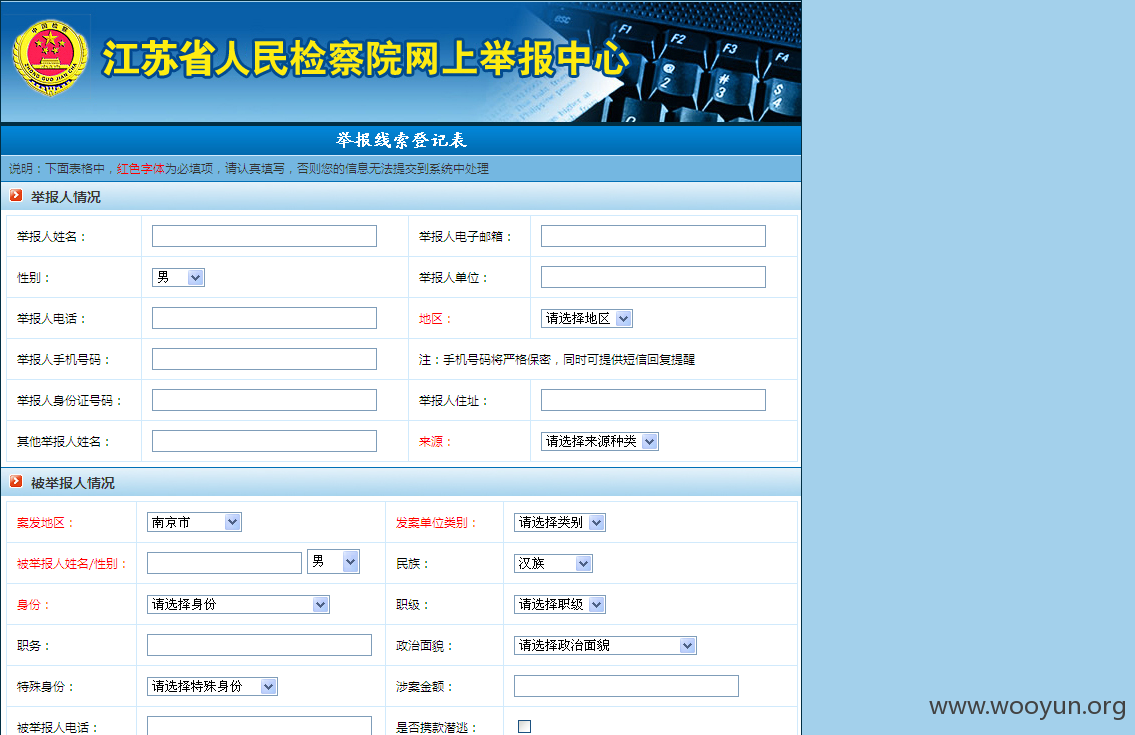 江苏省人民检察院网上举报中心
举报线索登记表
说明：下面表格中，红色字体为必填项，请认真填写，否则您的信息无法提交到系统中处理
举报人情况
举报人姓名： 举报人电子邮箱：
性别： 男 举报人单位：
举报人电话： 地区： 请选择地区
举报人手机号码： 注：手机号码将严格保密，同时可提供短信回复提醒
举报人身份证号码： 举报人住址：
其他举报人姓名： 来源： 请选择来源种类
被举报人情况
案发地区： 南京市 发案单位类别： 请选择类别
被举报人姓名/性别： 男 民族： 汉族
身份： 请选择身份 职级： 请选择职级
职务： 政治面貌： 请选择政治面貌
特殊身份： 请选择特殊身份 涉案金额：
被举报人电话： 是否携款潜逃：
www.wooyun.org